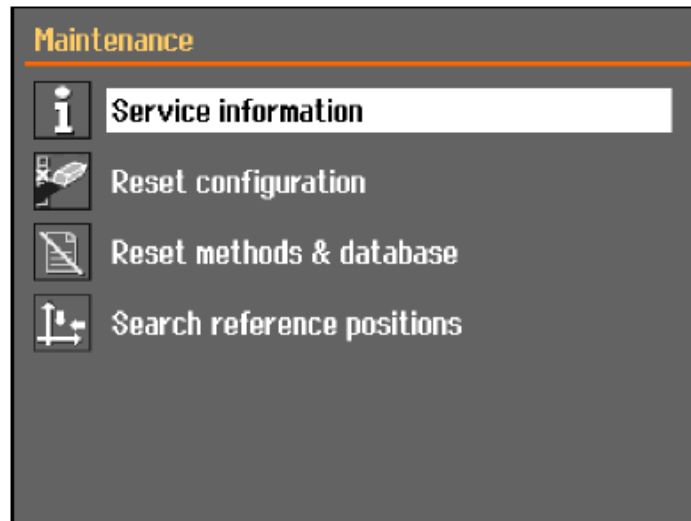 Maintenance
Service information
Reset configuration
Reset methods & database
Search reference positions